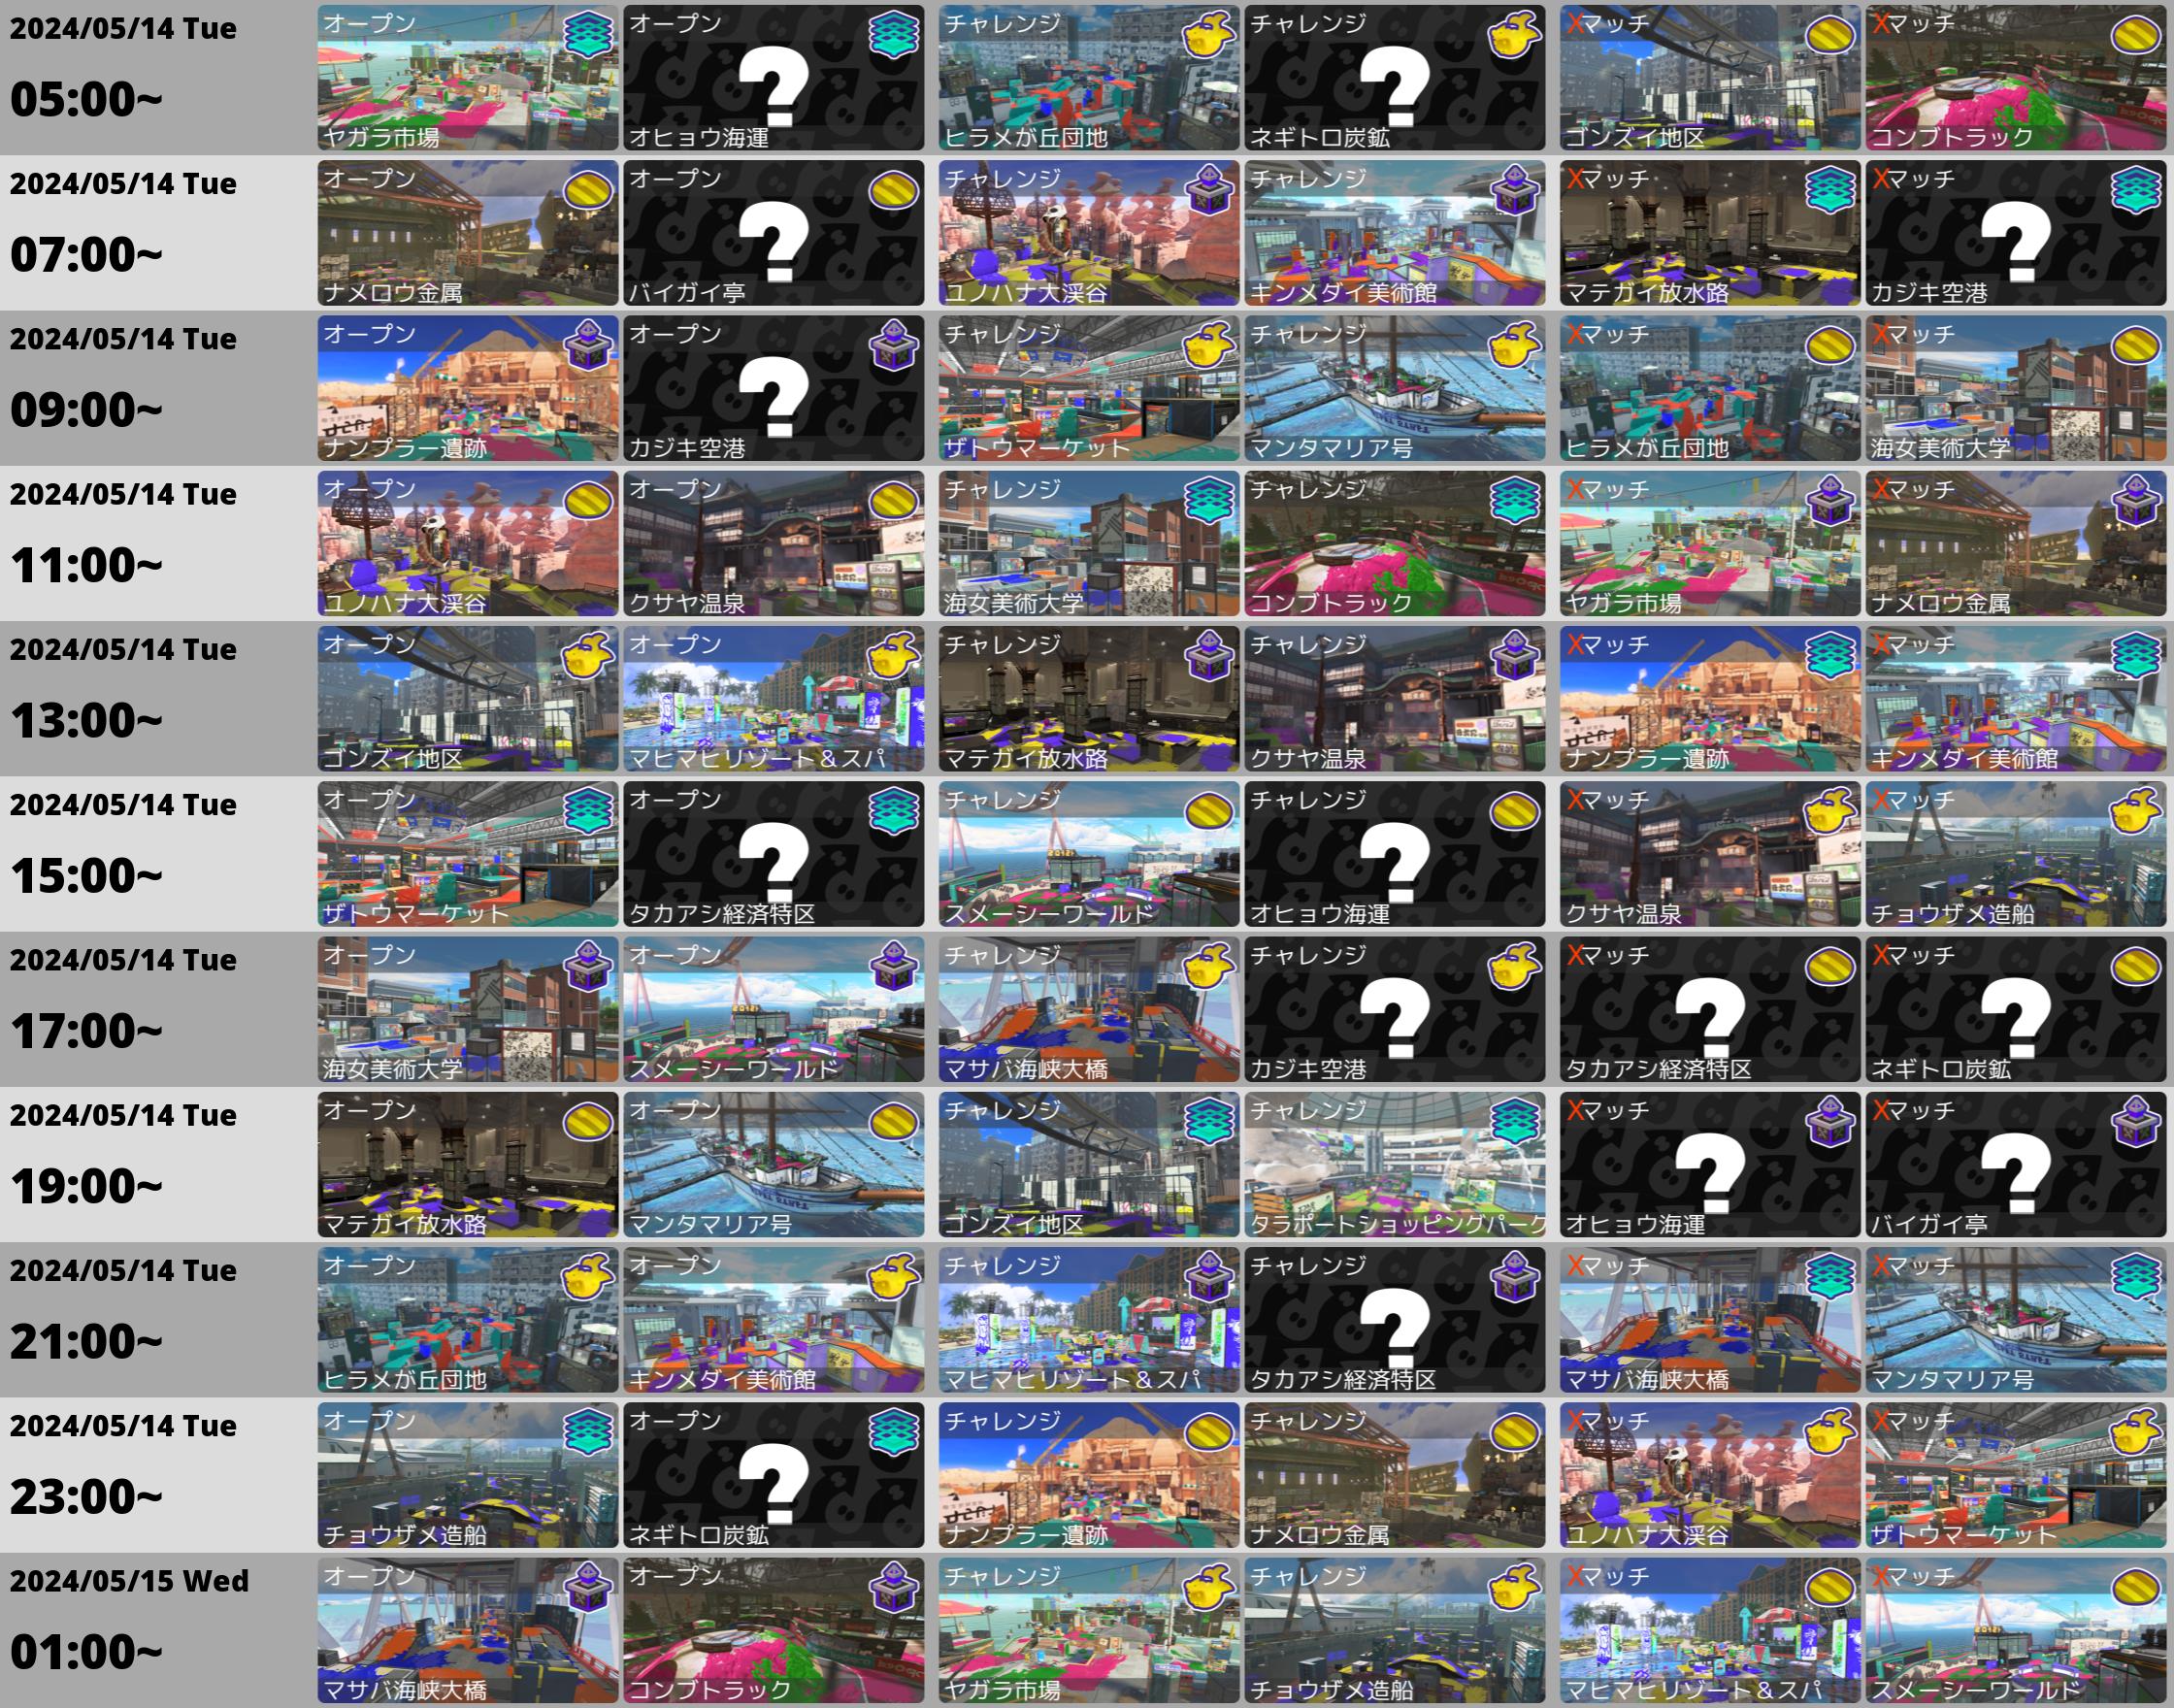 2024/05/14 Tue
05:00~
オープン
ヤガラ市場
オープン
オヒョウ海運
チャレンジ
ヒラメが丘団地
チャレンジ
ネギトロ炭鉱
Xマッチ
ゴンズイ地区
Xマッチ
コンブトラック
2024/05/14 Tue
07:00~
オープン
ナメロウ金属
オープン
バイガイ亭
チャレンジ
ユノハナ大渓谷
チャレンジ
キンメダイ美術館
Xマッチ
マテガイ放水路
Xマッチ
カジキ空港
2024/05/14 Tue
09:00~
オープン
ナンプラー遺跡
オープン
カジキ空港
チャレンジ
ザトウマーケット
チャレンジ
マンタマリア号
Xマッチ
ヒラメが丘団地
Xマッチ
海女美術大学
2024/05/14 Tue
11:00~
オープン
ユノハナ大渓谷
オープン
クサヤ温泉
チャレンジ
海女美術大学
チャレンジ
コンブトラック
Xマッチ
ヤガラ市場
Xマッチ
ナメロウ金属
2024/05/14 Tue
13:00~
オープン
ゴンズイ地区
オープン
マヒマヒリゾート＆スパ
チャレンジ
マテガイ放水路
チャレンジ
クサヤ温泉
Xマッチ
ナンプラー遺跡
Xマッチ
キンメダイ美術館
2024/05/14 Tue
15:00~
オープン
ザトウマーケット
オープン
タカアシ経済特区
チャレンジ
スメーシーワールド
チャレンジ
オヒョウ海運
Xマッチ
クサヤ温泉
Xマッチ
チョウザメ造船
2024/05/14 Tue
17:00~
オープン
海女美術大学
オープン
スメーシーワールド
チャレンジ
マサバ海峡大橋
チャレンジ
カジキ空港
Xマッチ
タカアシ経済特区
Xマッチ
ネギトロ炭鉱
2024/05/14 Tue
19:00~
オープン
マテガイ放水路
オープン
マンタマリア号
チャレンジ
ゴンズイ地区
チャレンジ
タラポートショッピングパーク
Xマッチ
オヒョウ海運
Xマッチ
バイガイ亭
2024/05/14 Tue
21:00~
オープン
ヒラメが丘団地
オープン
キンメダイ美術館
チャレンジ
マヒマヒリゾート＆スパ
チャレンジ
タカアシ経済特区
Xマッチ
マサバ海峡大橋
Xマッチ
マンタマリア号
2024/05/14 Tue
23:00~
オープン
チョウザメ造船
オープン
ネギトロ炭鉱
チャレンジ
ナンプラー遺跡
チャレンジ
ナメロウ金属
Xマッチ
ユノハナ大渓谷
Xマッチ
ザトウマーケット
2024/05/15 Wed
01:00~
オープン
マサバ海峡大橋
オープン
コンブトラック
チャレンジ
ヤガラ市場
チャレンジ
チョウザメ造船
Xマッチ
マヒマヒリゾート＆スパ
Xマッチ
スメーシーワールド